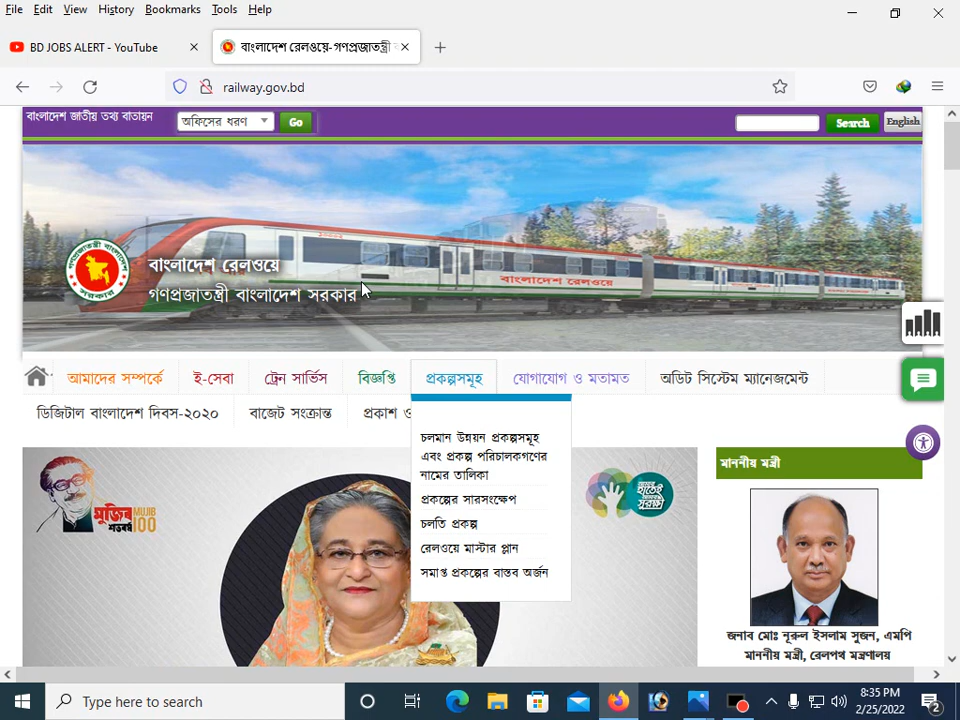 File Edit View History Bookmarks Tools Help
BD JOBS ALERT - YouTube
বাংলাদেশ রেলওয়ে-গণপ্রজাতন্ত্রী
railway.gov.bd
বাংলাদেশ জাতীয় তথ্য বাতায়ন
অফিসের ধরণ
Go
Search
English
বাংলাদেশ রেলওয়ে
গণপ্রজাতন্ত্রী বাংলাদেশ সরকার
বাংলাদেশ রেলওয়ে
আমাদের সম্পর্কে
ই-সেবা
ট্রেন সার্ভিস
বিজ্ঞপ্তি
প্রকল্পসমূহ
যোগাযোগ ও মতামত
অডিট সিস্টেম ম্যানেজমেন্ট
ডিজিটাল বাংলাদেশ দিবস-২০২০
বাজেট সংক্রান্ত
প্রকাশ ও
চলমান উন্নয়ন প্রকল্পসমূহ
এবং প্রকল্প পরিচালকগণের
নামের তালিকা
প্রকল্পের সারসংক্ষেপ
চলতি প্রকল্প
রেলওয়ে মাস্টার প্লান
সমাপ্ত প্রকল্পের বাস্তব অর্জন
মুজিব
শতবর্ষ
MUJIB
100
মাননীয় মন্ত্রী
জনাব মোঃ নূরুল ইসলাম সুজন, এমপি
মাননীয় মন্ত্রী, রেলপথ মন্ত্রণালয়
Type here to search
8:35 PM
2/25/2022
2